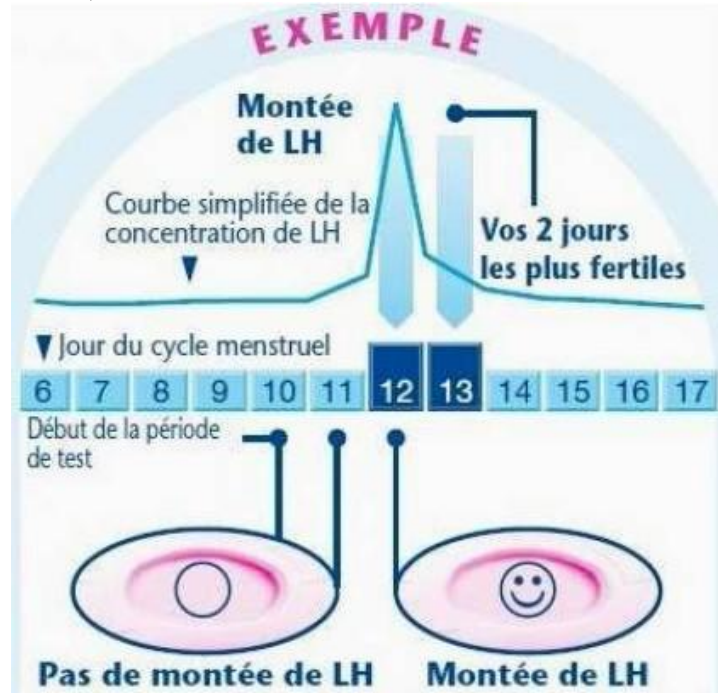 EXEMPLE
Montée
de LH
Courbe simplifiée de la
concentration de LH
Vos 2 jours
les plus fertiles
Jour du cycle menstruel
6 7 8 9 10 11 12 13 14 15 16 17
Début de la période
de test
Pas de montée de LH
Montée de LH